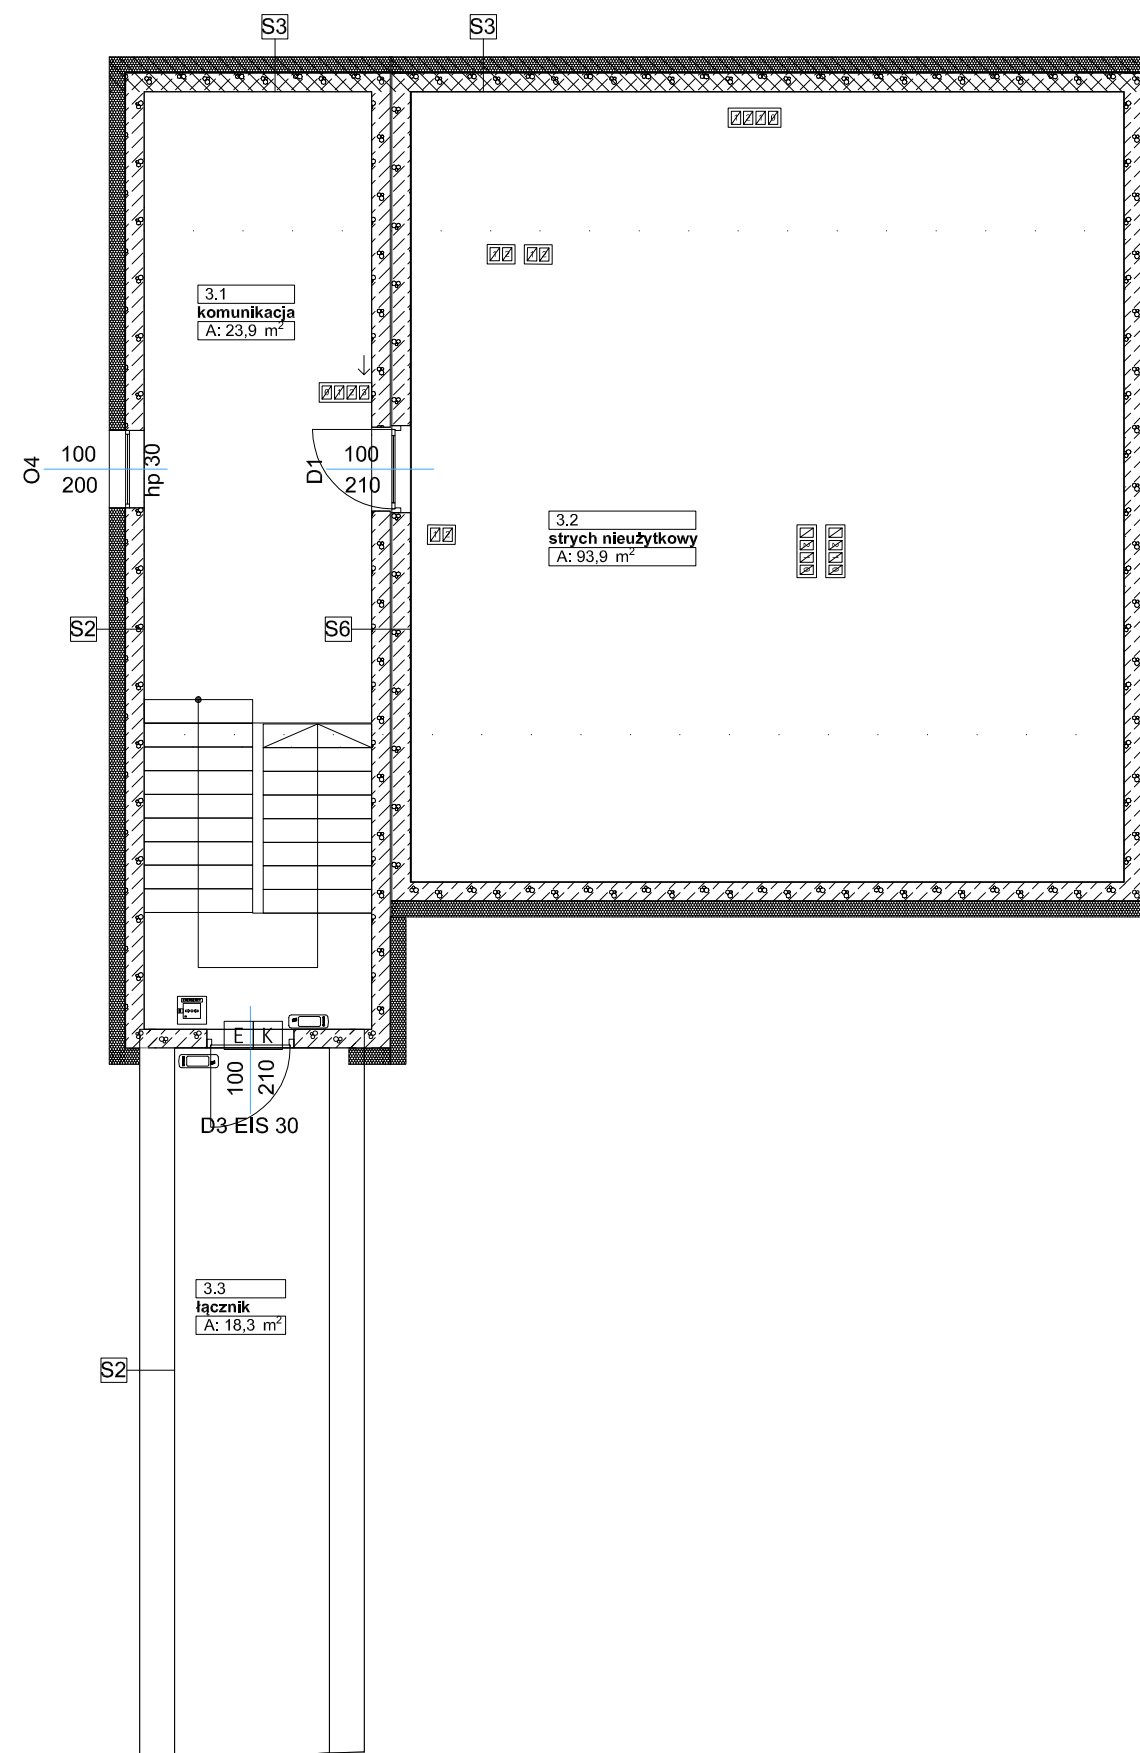 S3
S3
3.1
komunikacja
A: 23,9 m²
O4
100
200
hp 30
D1
100
210
3.2
strych nieużytkowy
A: 93,9 m²
S2
S6
E K
100
210
D3 EIS 30
3.3
łącznik
A: 18,3 m²
S2